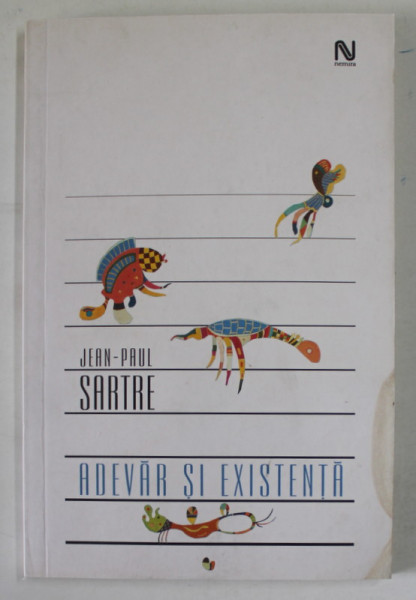 nemira
JEAN-PAUL
SARTRE
ADEVĂR ȘI EXISTENȚĂ